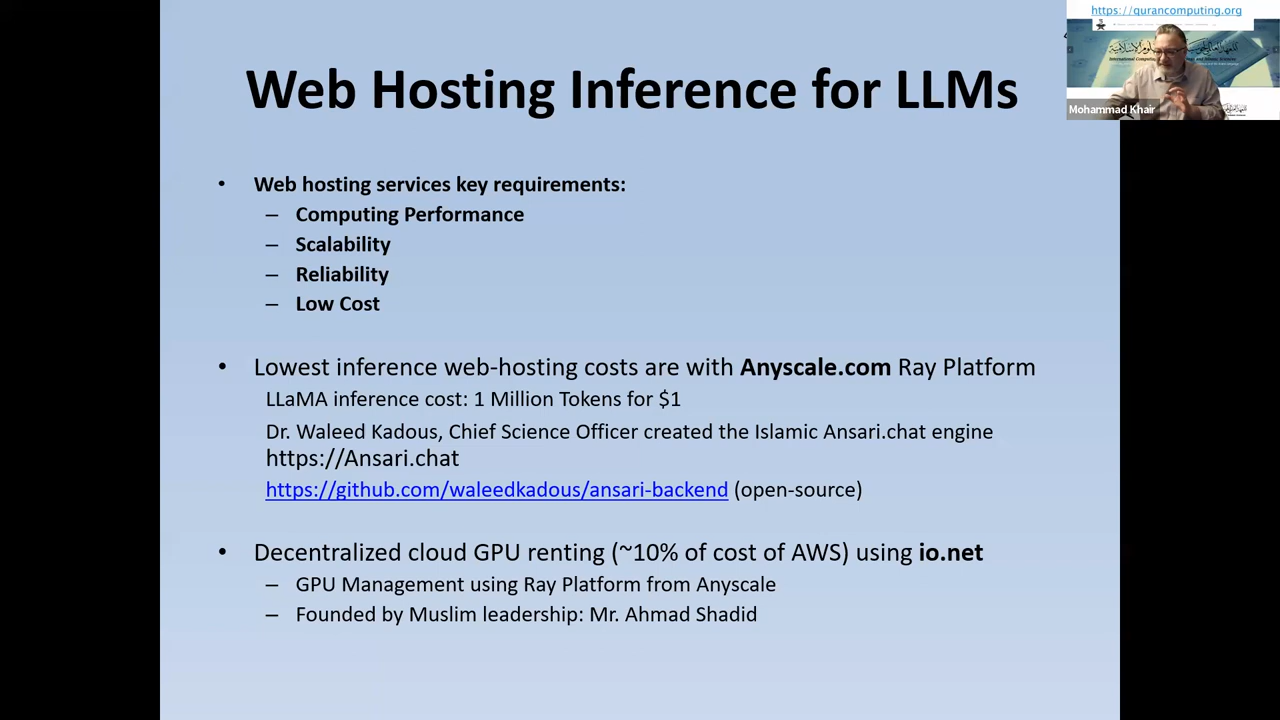 https://qurancomputing.org
Mohammad Khair
Web Hosting Inference for LLMs
• Web hosting services key requirements:
– Computing Performance
– Scalability
– Reliability
– Low Cost
• Lowest inference web-hosting costs are with Anyscale.com Ray Platform
LLaMA inference cost: 1 Million Tokens for $1
Dr. Waleed Kadous, Chief Science Officer created the Islamic Ansari.chat engine
https://Ansari.chat
https://github.com/waleedkadous/ansari-backend (open-source)
• Decentralized cloud GPU renting (~10% of cost of AWS) using io.net
– GPU Management using Ray Platform from Anyscale
– Founded by Muslim leadership: Mr. Ahmad Shadid